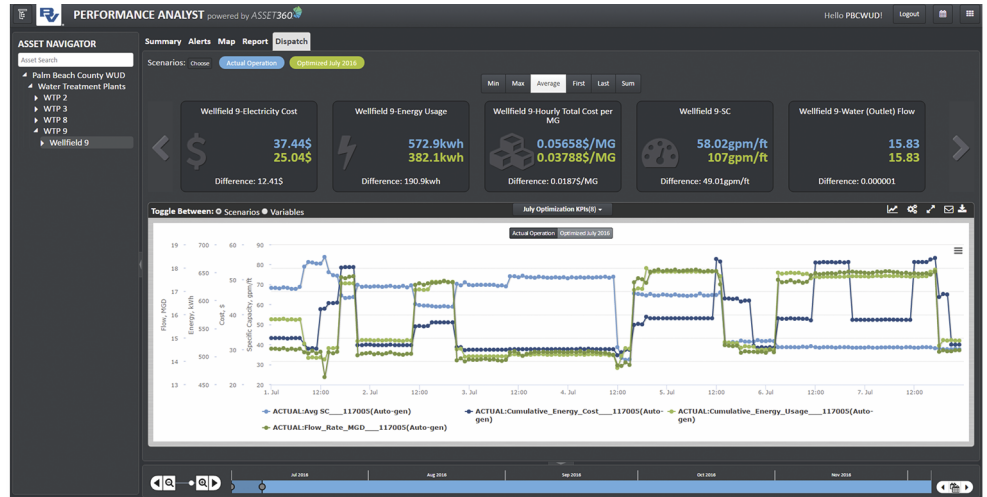 PERFORMANCE ANALYST powered by ASSET360
Hello PBCWUD!
Logout
ASSET NAVIGATOR
Asset Search
Palm Beach County WUD
Water Treatment Plants
WTP 2
WTP 3
WTP 8
WTP 9
Wellfield 9
Summary Alerts Map Report Dispatch
Scenarios: Choose Actual Operation Optimized July 2016
Min Max Average First Last Sum
Wellfield 9-Electricity Cost
37.44$
25.04$
Difference: 12.41$
Wellfield 9-Energy Usage
572.9kwh
382.1kwh
Difference: 190.9kwh
Wellfield 9-Hourly Total Cost per
MG
0.05658$/MG
0.03788$/MG
Difference: 0.0187$/MG
Wellfield 9-SC
58.02gpm/ft
107gpm/ft
Difference: 49.01gpm/ft
Wellfield 9-Water (Outlet) Flow
15.83
15.83
Difference: 0.000001
Toggle Between: Scenarios Variables
July Optimization KPIs(8)
Actual Operation Optimized July 2016
Flow, MGD
19
18
17
16
15
14
13
Energy, kWh
700
650
600
550
500
450
Cost, $
60
50
40
30
20
Specific Capacity, gpm/ft
90
80
70
60
50
40
30
20
1. Jul 12:00 2. Jul 12:00 3. Jul 12:00 4. Jul 12:00 5. Jul 12:00 6. Jul 12:00 7. Jul 12:00
ACTUAL:Avg SC___117005(Auto-gen)
ACTUAL:Cumulative_Energy_Cost___117005(Auto-
gen)
ACTUAL:Cumulative_Energy_Usage___117005(Auto-
gen)
ACTUAL:Flow_Rate_MGD___117005(Auto-gen)
Jul 2016 Aug 2016 Sep 2016 Oct 2016 Nov 2016